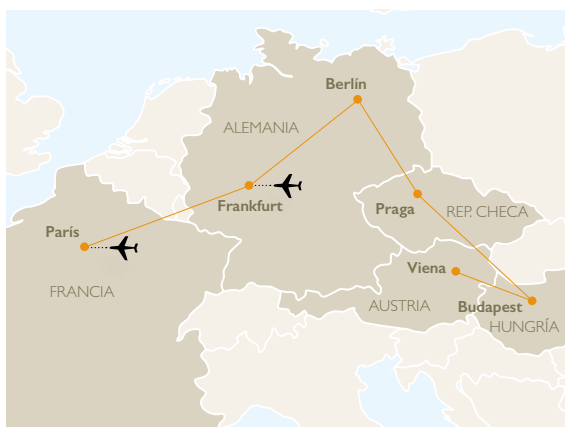 Berlín
ALEMANIA
Frankfurt
Praga
REP. CHECA
París
Viena
FRANCIA
AUSTRIA
Budapest
HUNGRÍA